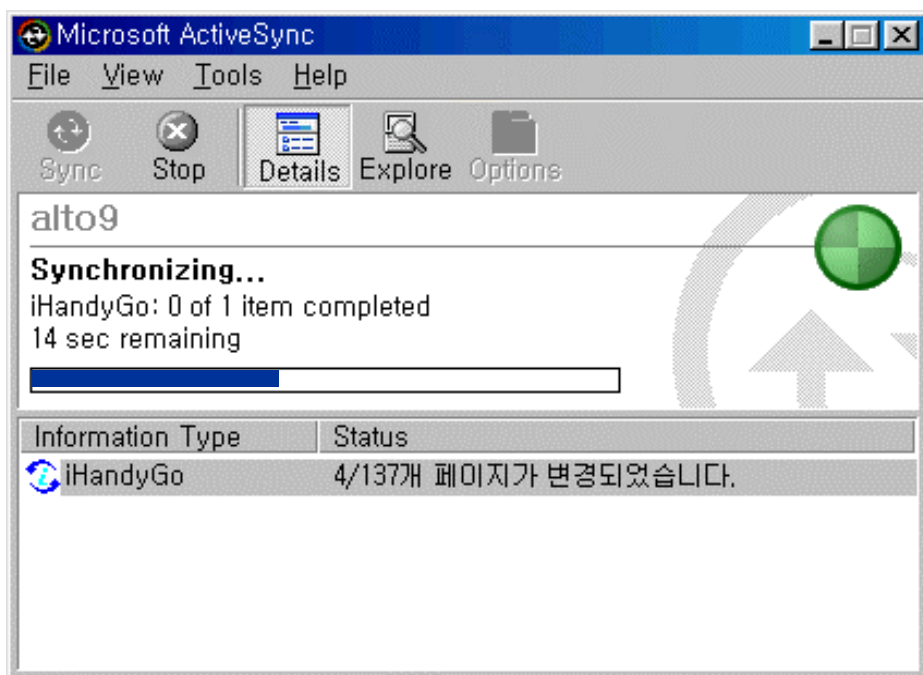 Microsoft ActiveSync
File View Tools Help
Sync Stop Details Explore Options
alto9
Synchronizing...
iHandyGo: 0 of 1 item completed
14 sec remaining
Information Type Status
iHandyGo 4/137개 페이지가 변경되었습니다.